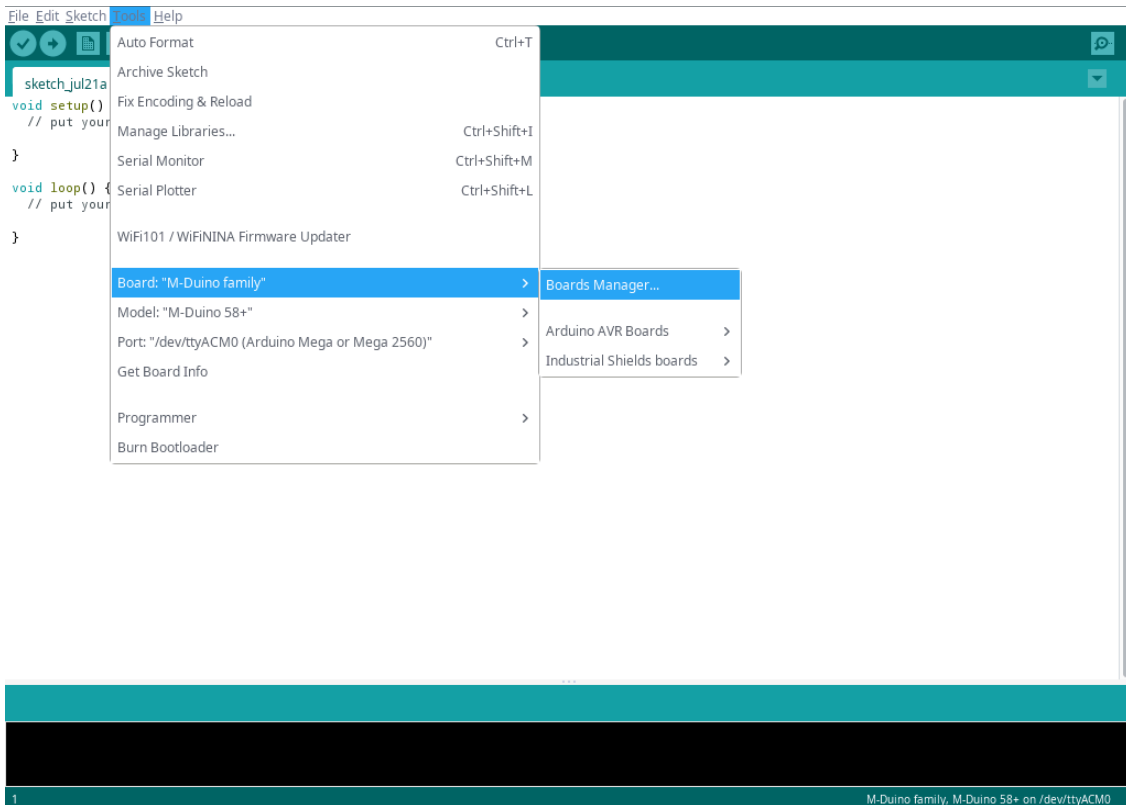 File Edit Sketch Tools Help
Auto Format Ctrl+T
Archive Sketch
sketch_jul21a
Fix Encoding & Reload
void setup()
// put your
Manage Libraries... Ctrl+Shift+I
}
Serial Monitor Ctrl+Shift+M
void loop() {
Serial Plotter Ctrl+Shift+L
// put your
}
WiFi101 / WiFiNINA Firmware Updater
Board: "M-Duino family"
Boards Manager...
Model: "M-Duino 58+"
Arduino AVR Boards
Port: "/dev/ttyACM0 (Arduino Mega or Mega 2560)"
Industrial Shields boards
Get Board Info
Programmer
Burn Bootloader
1 M-Duino family, M-Duino 58+ on /dev/ttyACM0